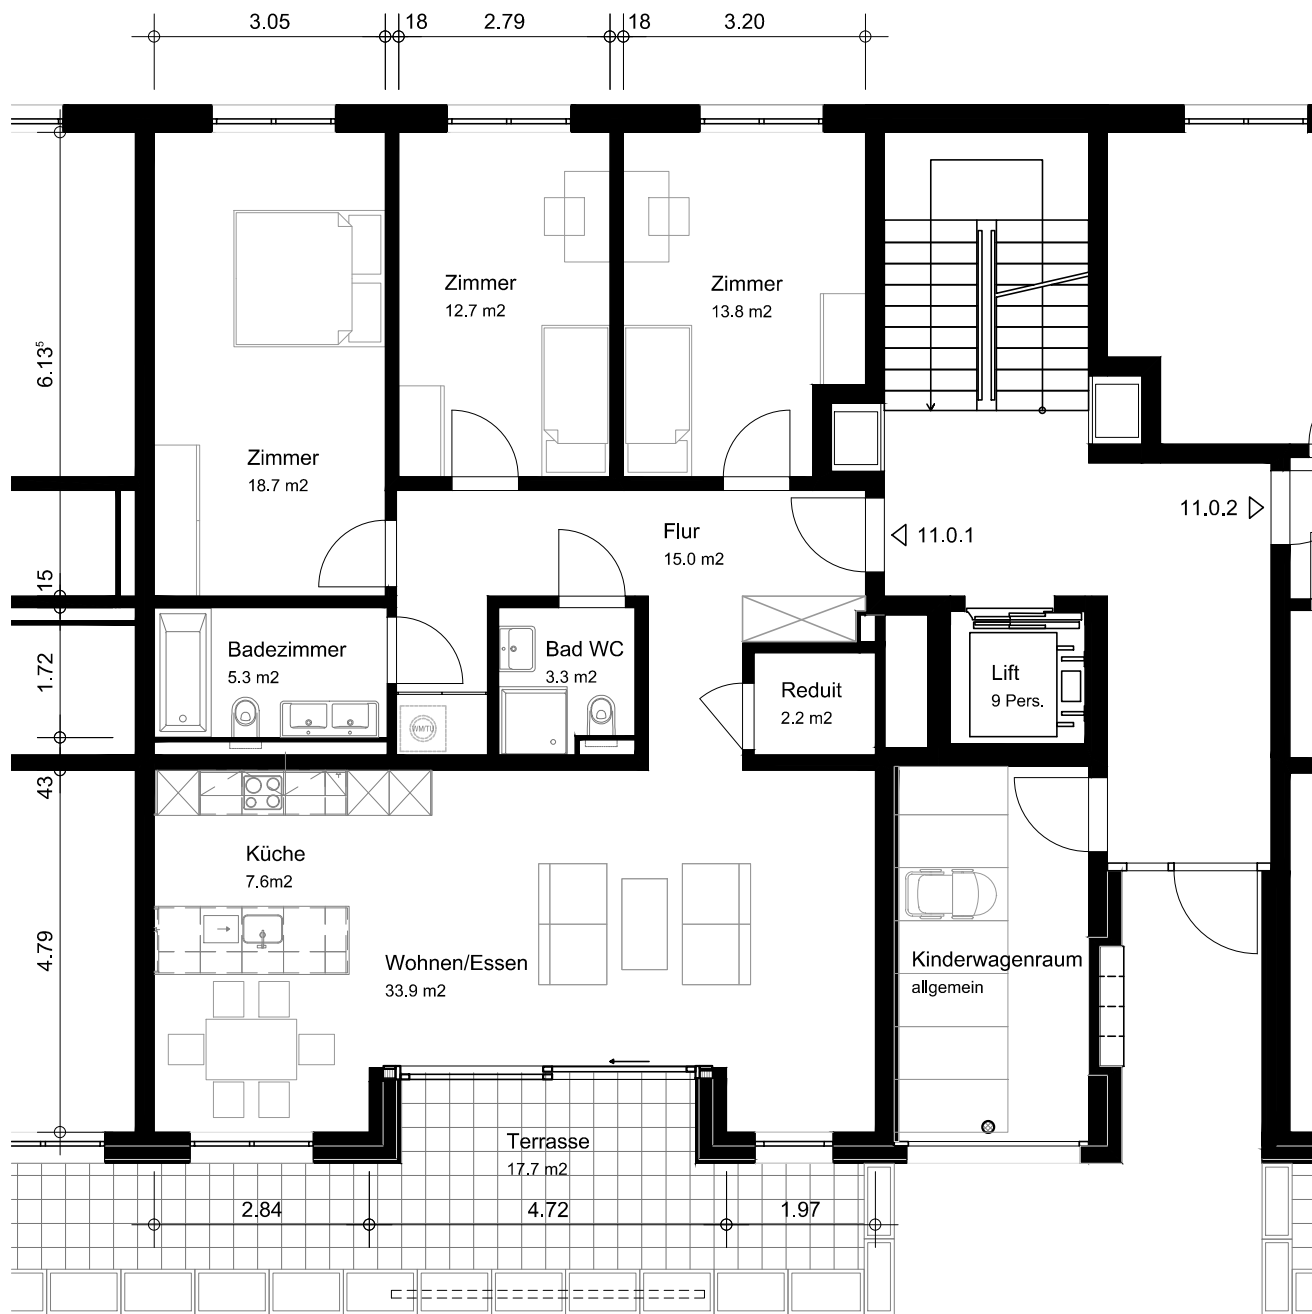 3.05
18
2.79
18
3.20
Zimmer
12.7 m2
Zimmer
13.8 m2
6.13⁵
Zimmer
18.7 m2
11.0.2
Flur
15.0 m2
11.0.1
15
Badezimmer
5.3 m2
Bad WC
3.3 m2
1.72
Reduit
2.2 m2
Lift
9 Pers.
WM/TU
43
Küche
7.6m2
4.79
Wohnen/Essen
33.9 m2
Kinderwagenraum
allgemein
Terrasse
17.7 m2
2.84
4.72
1.97